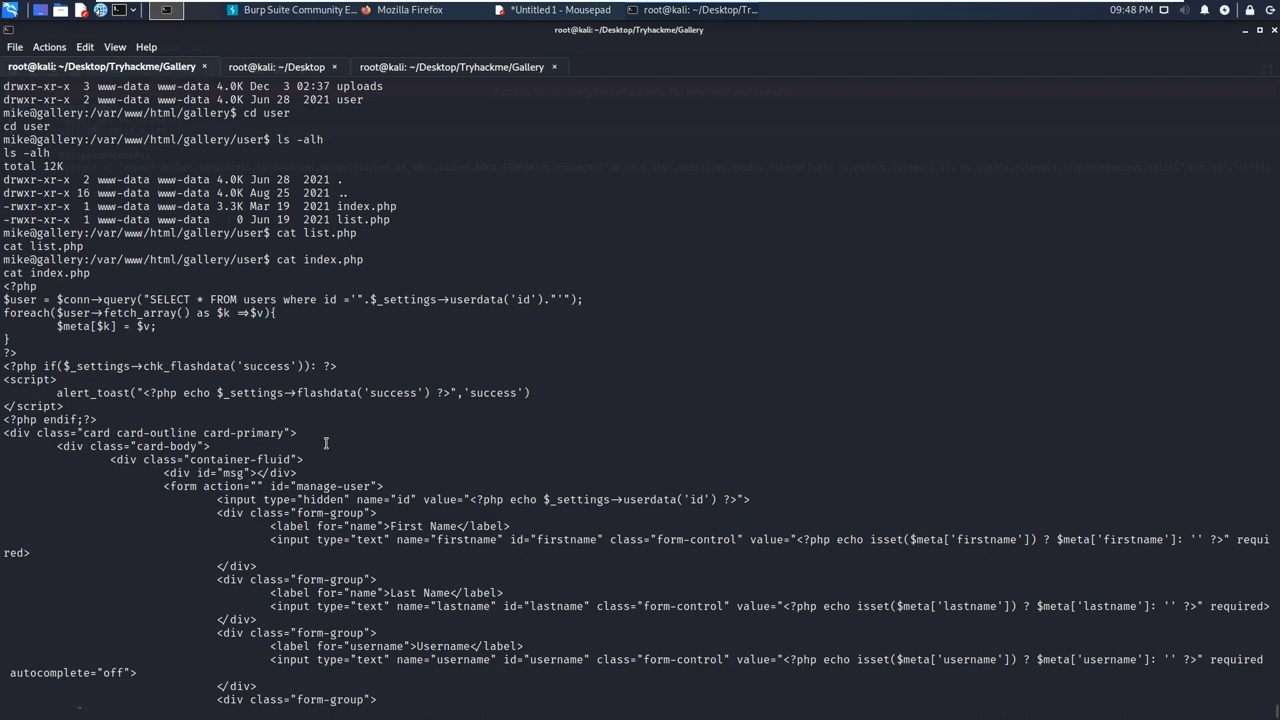 Burp Suite Community E... Mozilla Firefox *Untitled 1 - Mousepad root@kali: ~/Desktop/Tr... 09:48 PM
root@kali: ~/Desktop/Tryhackme/Gallery
File Actions Edit View Help
root@kali: ~/Desktop/Tryhackme/Gallery × root@kali: ~/Desktop × root@kali: ~/Desktop/Tryhackme/Gallery ×
drwxr-xr-x 3 www-data www-data 4.0K Dec 3 02:37 uploads
drwxr-xr-x 2 www-data www-data 4.0K Jun 28 2021 user
mike@gallery:/var/www/html/gallery$ cd user
cd user
mike@gallery:/var/www/html/gallery/user$ ls -alh
ls -alh
total 12K
drwxr-xr-x 2 www-data www-data 4.0K Jun 28 2021 .
drwxr-xr-x 16 www-data www-data 4.0K Aug 25 2021 ..
-rwxr-xr-x 1 www-data www-data 3.3K Mar 19 2021 index.php
-rwxr-xr-x 1 www-data www-data 0 Jun 19 2021 list.php
mike@gallery:/var/www/html/gallery/user$ cat list.php
cat list.php
mike@gallery:/var/www/html/gallery/user$ cat index.php
cat index.php
<?php
$user = $conn->query("SELECT * FROM users where id ='".$_settings->userdata('id')."'");
foreach($user->fetch_array() as $k =>$v){
$meta[$k] = $v;
}
?>
<?php if($_settings->chk_flashdata('success')): ?>
<script>
alert_toast("<?php echo $_settings->flashdata('success') ?>",'success')
</script>
<?php endif;?>
<div class="card card-outline card-primary">
<div class="card-body">
<div class="container-fluid">
<div id="msg"></div>
<form action="" id="manage-user">
<input type="hidden" name="id" value="<?php echo $_settings->userdata('id') ?>">
<div class="form-group">
<label for="name">First Name</label>
<input type="text" name="firstname" id="firstname" class="form-control" value="<?php echo isset($meta['firstname']) ? $meta['firstname']: '' ?>" requi
red>
</div>
<div class="form-group">
<label for="name">Last Name</label>
<input type="text" name="lastname" id="lastname" class="form-control" value="<?php echo isset($meta['lastname']) ? $meta['lastname']: '' ?>" required>
</div>
<div class="form-group">
<label for="username">Username</label>
<input type="text" name="username" id="username" class="form-control" value="<?php echo isset($meta['username']) ? $meta['username']: '' ?>" required
autocomplete="off">
</div>
<div class="form-group">